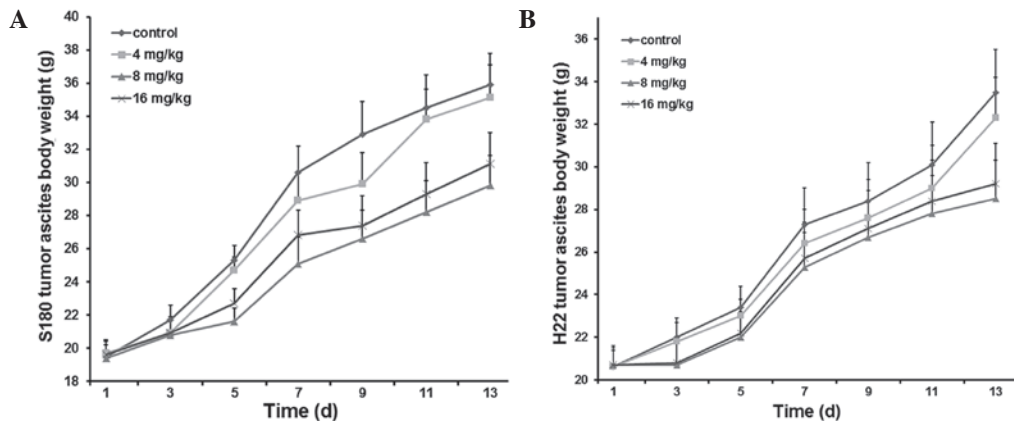 A
S180 tumor ascites body weight (g)
40
38
36
34
32
30
28
26
24
22
20
18
control
4 mg/kg
8 mg/kg
16 mg/kg
1 3 5 7 9 11 13
Time (d)
B
H22 tumor ascites body weight (g)
36
34
32
30
28
26
24
22
20
control
4 mg/kg
8 mg/kg
16 mg/kg
1 3 5 7 9 11 13
Time (d)